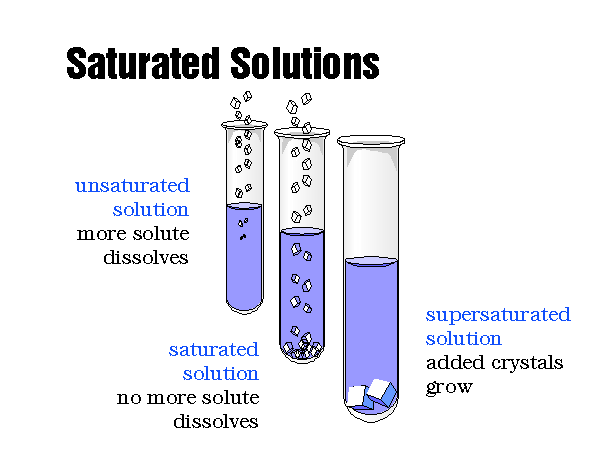 Saturated Solutions
unsaturated
solution
more solute
dissolves
saturated
solution
no more solute
dissolves
supersaturated
solution
added crystals
grow